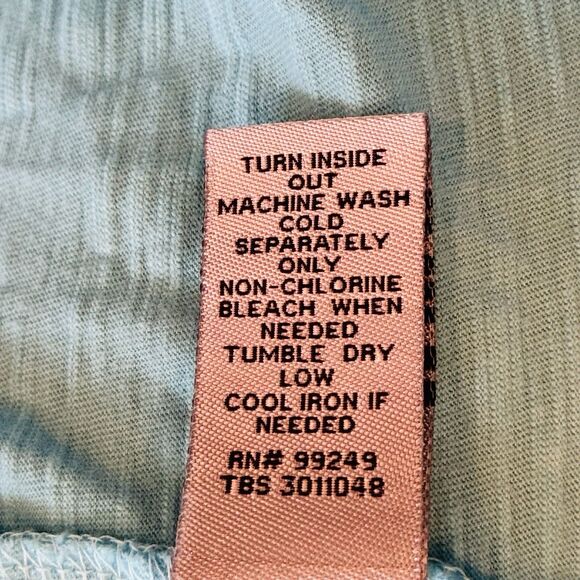 TURN INSIDE
OUT
MACHINE WASH
COLD
SEPARATELY
ONLY
NON-CHLORINE
BLEACH WHEN
NEEDED
TUMBLE DRY
LOW
COOL IRON IF
NEEDED
RN# 99249
TBS 3011048